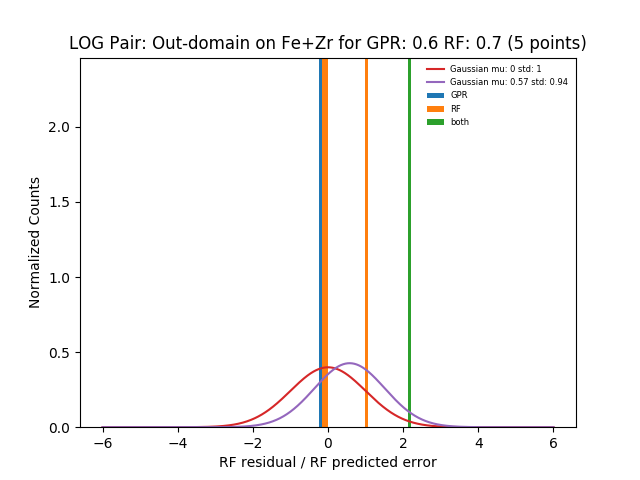 LOG Pair: Out-domain on Fe+Zr for GPR: 0.6 RF: 0.7 (5 points)
Gaussian mu: 0 std: 1
Gaussian mu: 0.57 std: 0.94
GPR
RF
both
Normalized Counts
2.0
1.5
1.0
0.5
0.0
−6 −4 −2 0 2 4 6
RF residual / RF predicted error